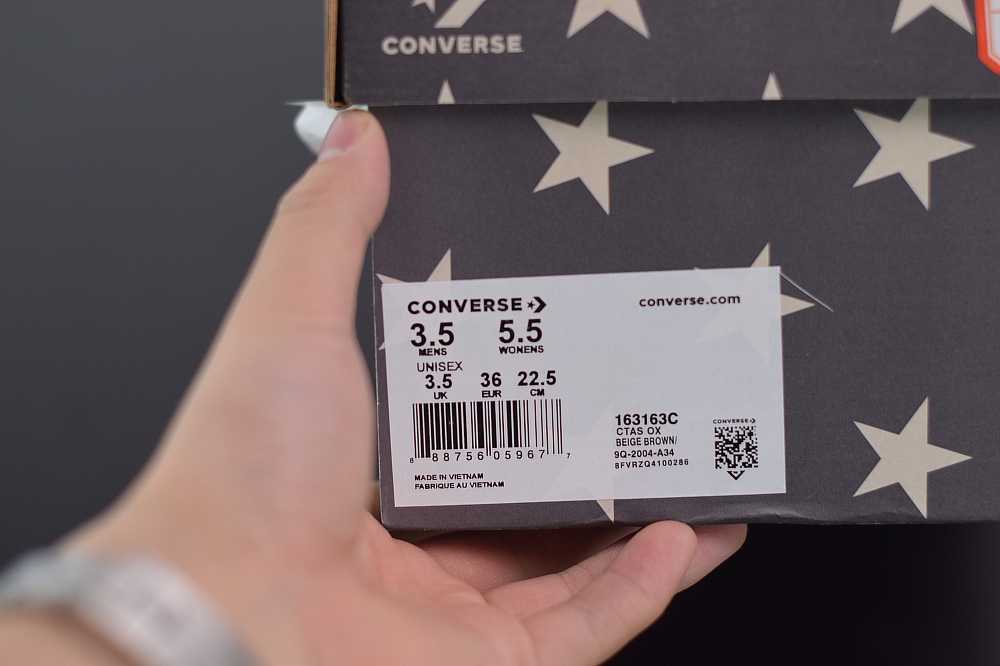 CONVERSE
CONVERSE
converse.com
3.5 5.5
MENS WONENS
UNISEX
3.5 36 22.5
UK EUR CM
8 88756 05967 7
MADE IN VIETNAM
FABRIQUE AU VIETNAM
163163C
CTAS OX
BEIGE BROWN/
9Q-2004-A34
8FVRZQ4100286
CONVERSE